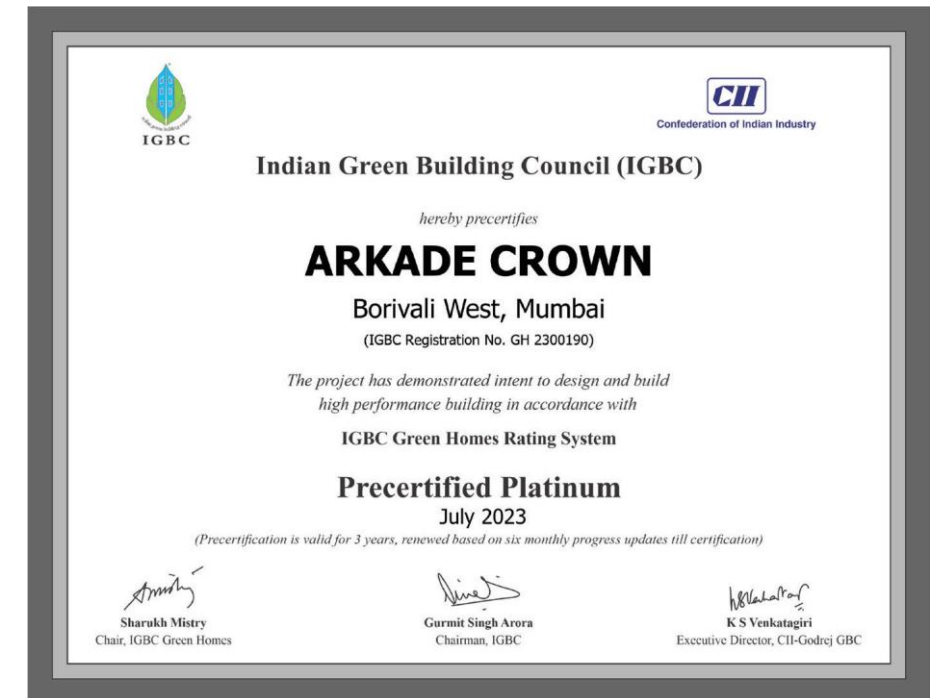 IGBC
CII
Confederation of Indian Industry
Indian Green Building Council (IGBC)
hereby precertifies
ARKADE CROWN
Borivali West, Mumbai
(IGBC Registration No. GH 2300190)
The project has demonstrated intent to design and build
high performance building in accordance with
IGBC Green Homes Rating System
Precertified Platinum
July 2023
(Precertification is valid for 3 years, renewed based on six monthly progress updates till certification)
Sharukh Mistry
Chair, IGBC Green Homes
Gurmit Singh Arora
Chairman, IGBC
K S Venkatagiri
Executive Director, CII-Godrej GBC